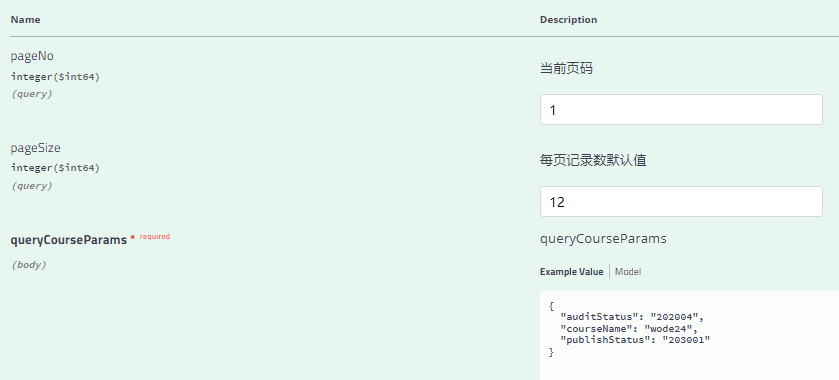 Name Description
pageNo
integer($int64)
(query)
当前页码
1
pageSize
integer($int64)
(query)
每页记录数默认值
12
queryCourseParams * required
(body)
queryCourseParams
Example Value Model
{
  "auditStatus": "202004",
  "courseName": "wode24",
  "publishStatus": "203001"
}